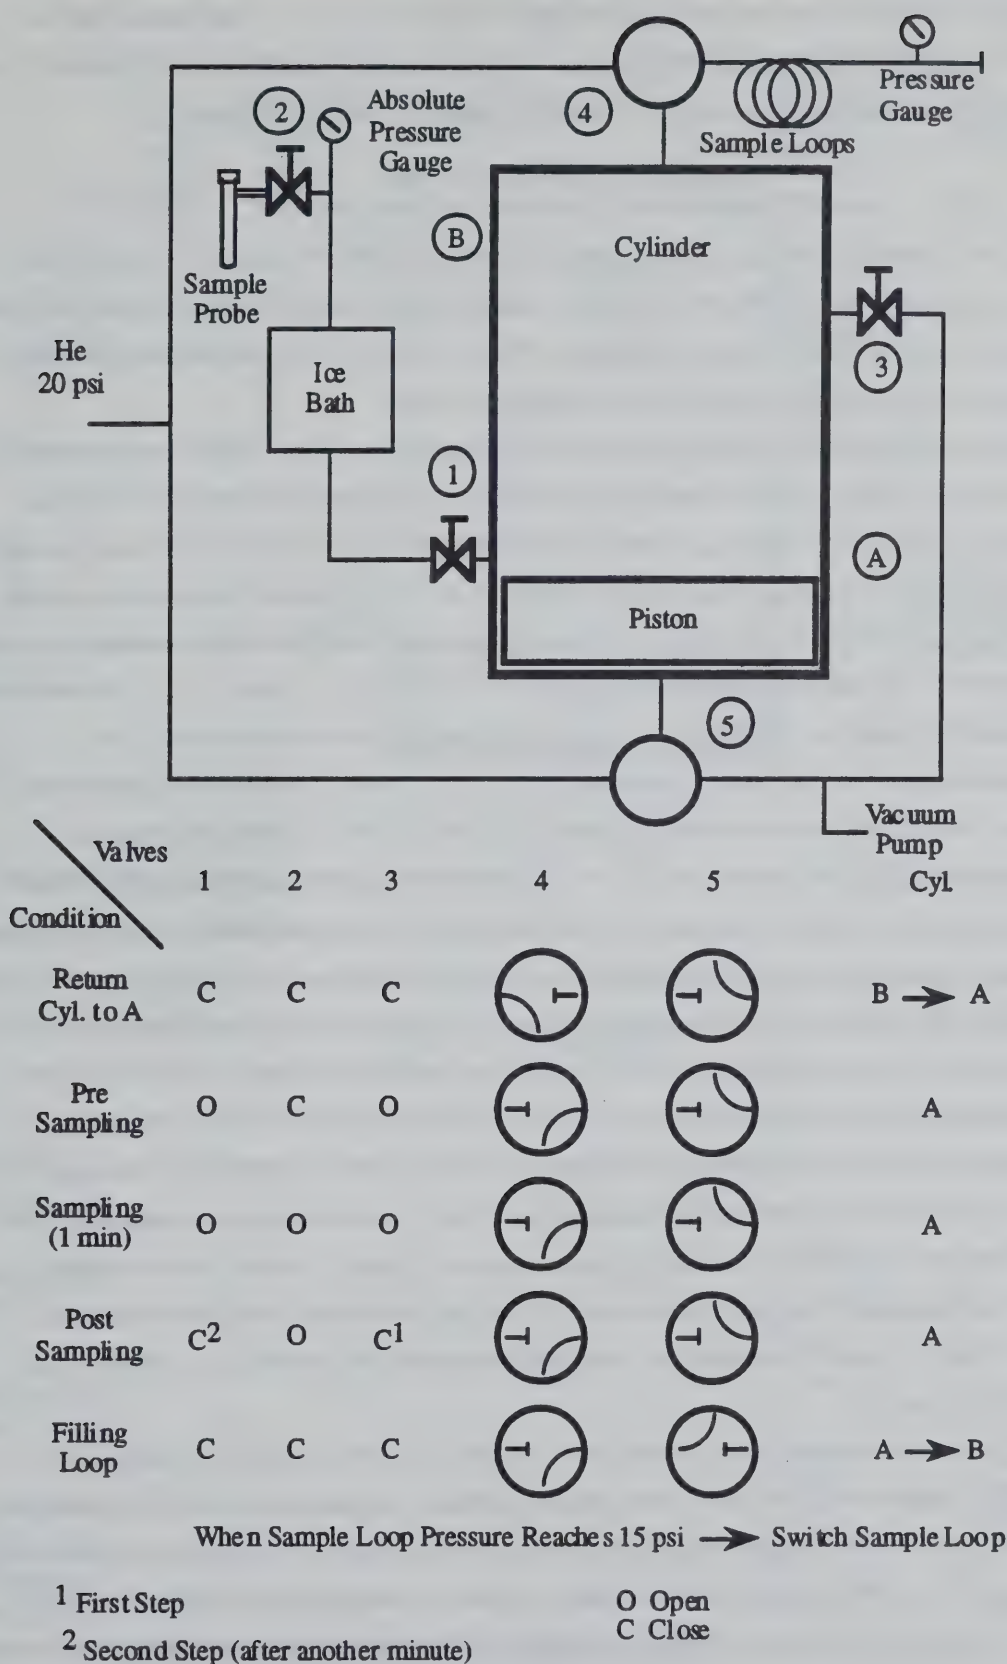 4
Pressure
Gauge
Sample Loops
2
Absolute
Pressure
Gauge
B
Cylinder
Sample
Probe
He
20 psi
3
Ice
Bath
1
A
Piston
5
Vacuum
Pump
Valves
1 2 3 4 5 Cyl.
Condition
Return
Cyl. to A
C C C B → A
Pre
Sampling
O C O A
Sampling
(1 min)
O O O A
Post
Sampling
C² O C¹ A
Filling
Loop
C C C A → B
When Sample Loop Pressure Reaches 15 psi → Switch Sample Loop
¹ First Step
O Open
C Close
² Second Step (after another minute)